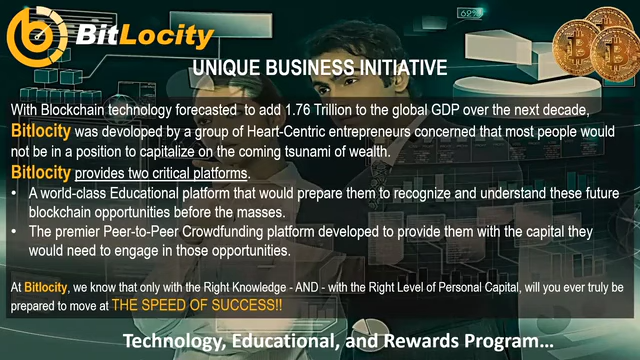 BitLocity
69%
UNIQUE BUSINESS INITIATIVE
With Blockchain technology forecasted to add 1.76 Trillion to the global GDP over the next decade,
Bitlocity was devoloped by a group of Heart-Centric entrepreneurs concerned that most people would
not be in a position to capitalize on the coming tsunami of wealth.
Bitlocity provides two critical platforms.
• A world-class Educational platform that would prepare them to recognize and understand these future
blockchain opportunities before the masses.
• The premier Peer-to-Peer Crowdfunding platform developed to provide them with the capital they
would need to engage in those opportunities.
At Bitlocity, we know that only with the Right Knowledge - AND - with the Right Level of Personal Capital, will you ever truly be
prepared to move at THE SPEED OF SUCCESS!!
Technology, Educational, and Rewards Program...